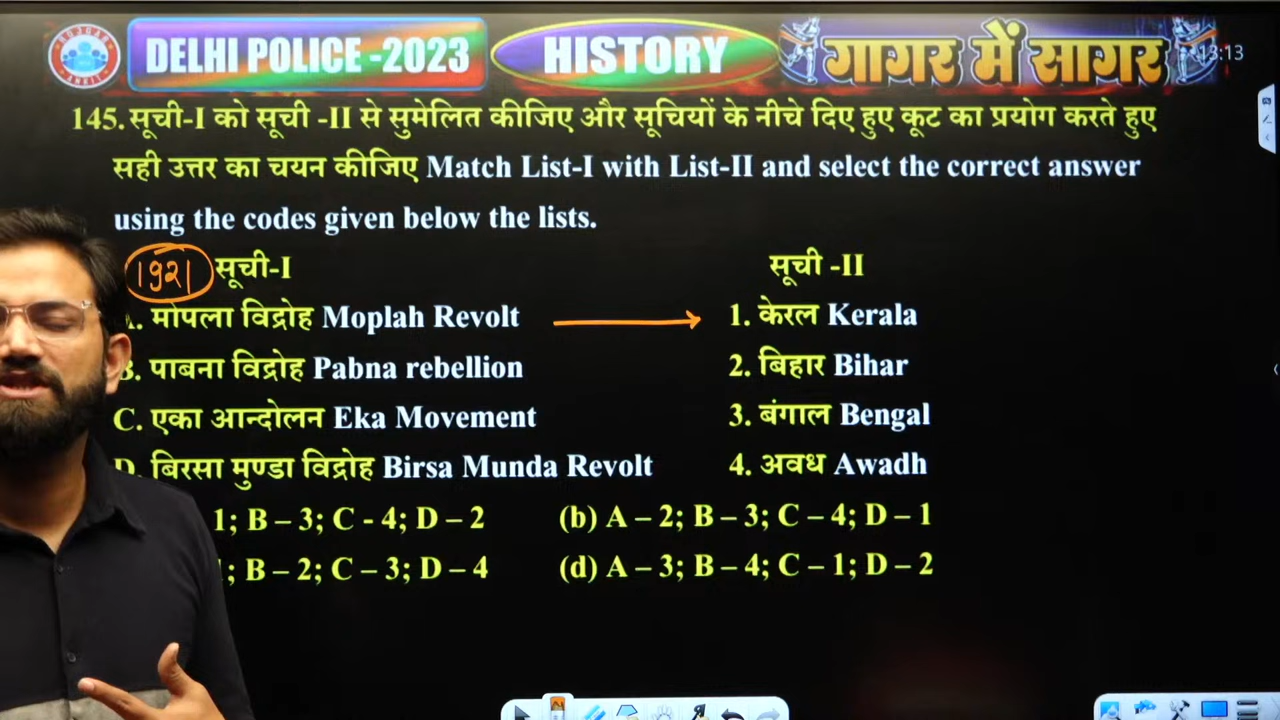 ROJGAR
DELHI POLICE -2023
HISTORY
गागर में सागर
13:13
145. सूची-I को सूची -II से सुमेलित कीजिए और सूचियों के नीचे दिए हुए कूट का प्रयोग करते हुए
सही उत्तर का चयन कीजिए Match List-I with List-II and select the correct answer
using the codes given below the lists.
1921 सूची-I सूची -II
A. मोपला विद्रोह Moplah Revolt 1. केरल Kerala
B. पाबना विद्रोह Pabna rebellion 2. बिहार Bihar
C. एका आन्दोलन Eka Movement 3. बंगाल Bengal
D. बिरसा मुण्डा विद्रोह Birsa Munda Revolt 4. अवध Awadh
1; B – 3; C - 4; D – 2 (b) A – 2; B – 3; C – 4; D – 1
; B – 2; C – 3; D – 4 (d) A – 3; B – 4; C – 1; D – 2